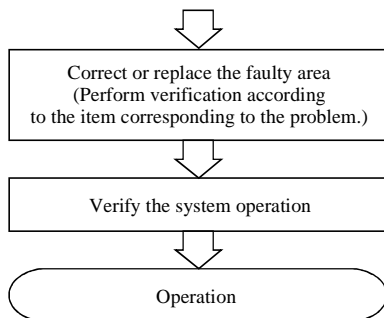 Correct or replace the faulty area
(Perform verification according
to the item corresponding to the problem.)
Verify the system operation
Operation